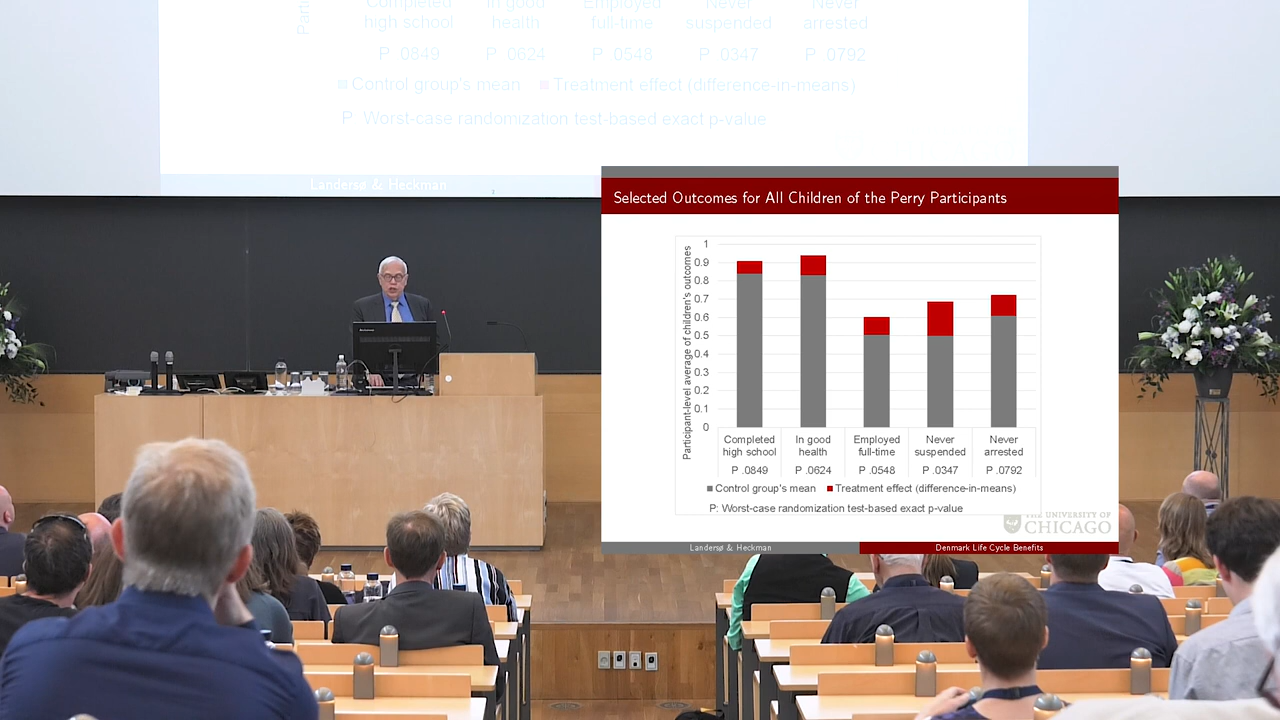 Completed
high school
In good
health
Employed
full-time
Never
suspended
Never
arrested
P .0849
P .0624
P .0548
P .0347
P .0792
Control group's mean
Treatment effect (difference-in-means)
P Worst-case randomization test-based exact p-value
Landersø & Heckman
Selected Outcomes for All Children of the Perry Participants
Participant-level average of children's outcomes
1
0.9
0.8
0.7
0.6
0.5
0.4
0.3
0.2
0.1
0
Completed
high school
In good
health
Employed
full-time
Never
suspended
Never
arrested
P .0849
P .0624
P .0548
P .0347
P .0792
Control group's mean
Treatment effect (difference-in-means)
P: Worst-case randomization test-based exact p-value
THE UNIVERSITY OF
CHICAGO
Landersø & Heckman
Denmark Life Cycle Benefits